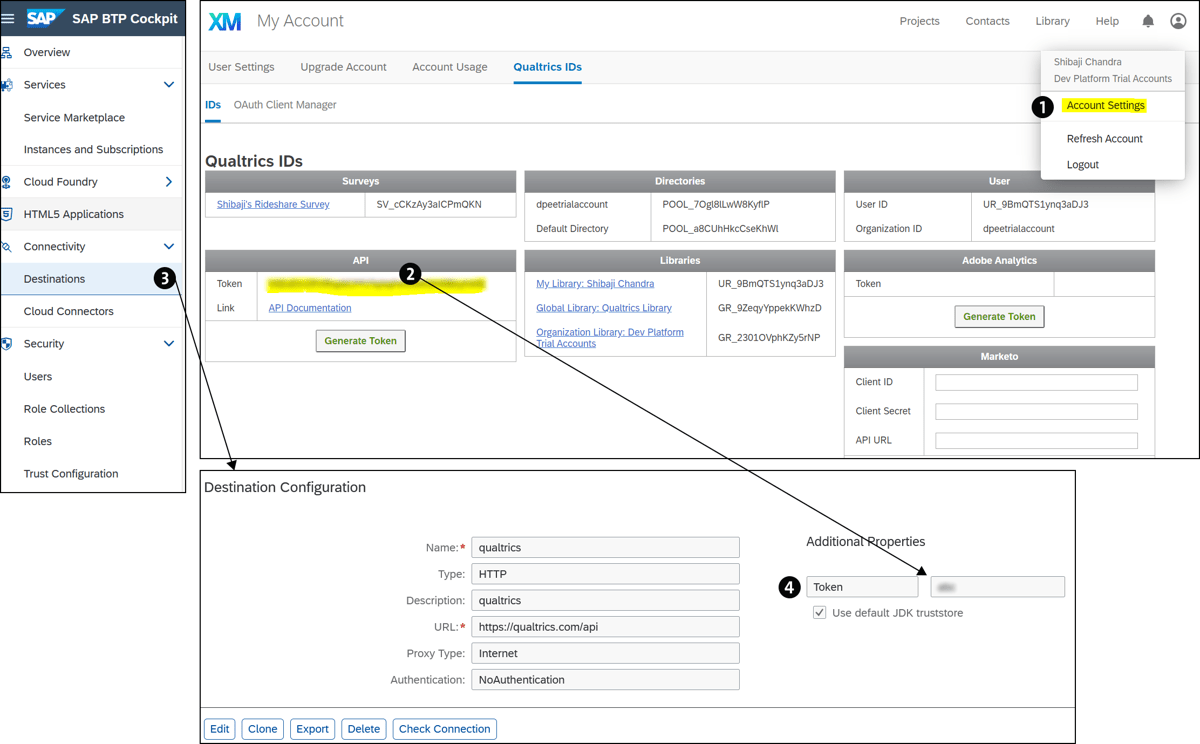 SAP SAP BTP Cockpit
Overview
Services
Service Marketplace
Instances and Subscriptions
Cloud Foundry
HTML5 Applications
Connectivity
Destinations
3
Cloud Connectors
Security
Users
Role Collections
Roles
Trust Configuration
XM My Account
Projects Contacts Library Help
User Settings Upgrade Account Account Usage Qualtrics IDs
Shibaji Chandra
Dev Platform Trial Accounts
1 Account Settings
Refresh Account
Logout
IDs OAuth Client Manager
Qualtrics IDs
Surveys
Shibaji's Rideshare Survey SV_cCKzAy3alCPmQKN
Directories
dpeetrialaccount POOL_7Ogl8lLwW8KyflP
Default Directory POOL_a8CUhHkcCseKhWl
User
User ID UR_9BmQTS1ynq3aDJ3
Organization ID dpeetrialaccount
API
Token
2
Link API Documentation
Generate Token
Libraries
My Library: Shibaji Chandra UR_9BmQTS1ynq3aDJ3
Global Library: Qualtrics Library GR_9ZeqyYppekKWhzD
Organization Library: Dev Platform
Trial Accounts GR_2301OVphKZy5rNP
Adobe Analytics
Token
Generate Token
Marketo
Client ID
Client Secret
API URL
Destination Configuration
Name:* qualtrics
Type: HTTP
Description: qualtrics
URL:* https://qualtrics.com/api
Proxy Type: Internet
Authentication: NoAuthentication
Additional Properties
4 Token
Use default JDK truststore
Edit Clone Export Delete Check Connection